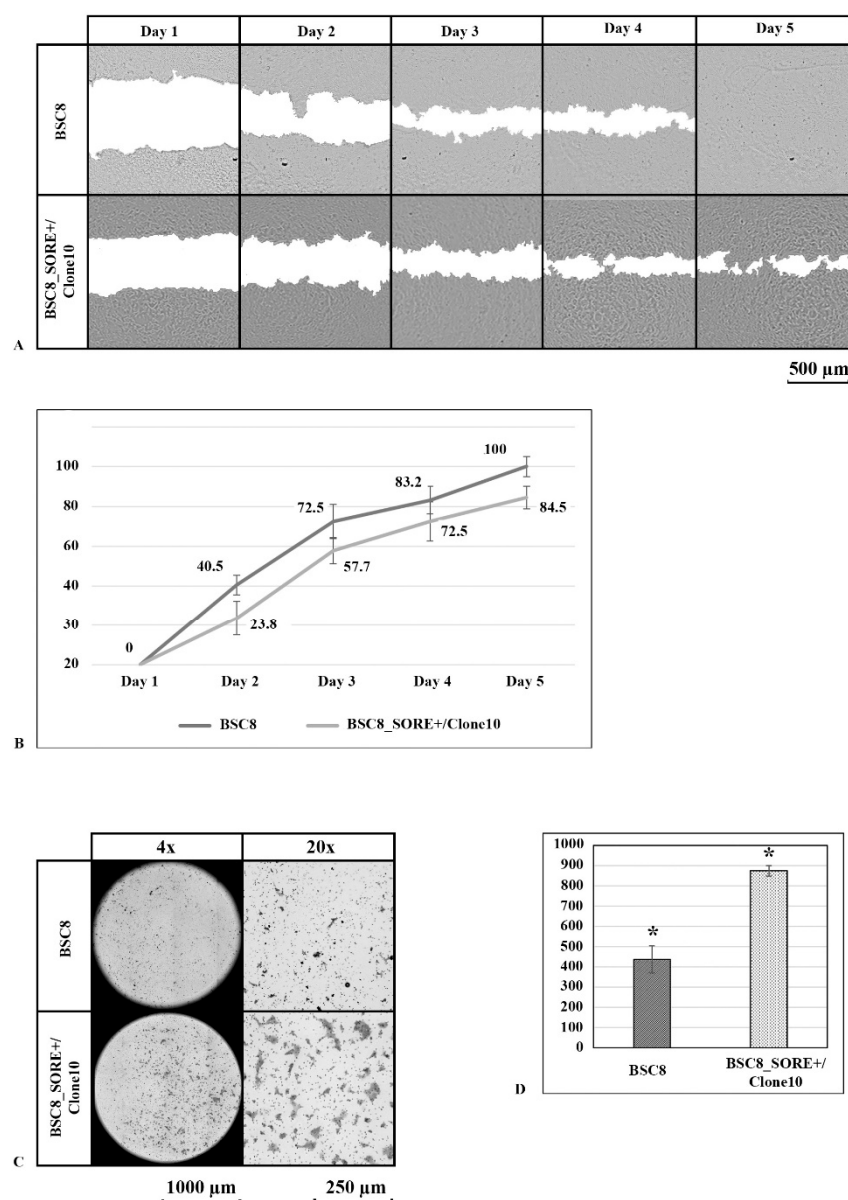 Day 1 Day 2 Day 3 Day 4 Day 5
BSC8
BSC8_SORE+/
Clone10
A
500 µm
100
80
60
40
30
20
0
40.5
72.5
83.2
100
23.8
57.7
72.5
84.5
Day 1 Day 2 Day 3 Day 4 Day 5
BSC8 BSC8_SORE+/Clone10
B
4x 20x
BSC8
BSC8_SORE+/
Clone10
C
1000 µm 250 µm
1000
900
800
700
600
500
400
300
200
100
0
*
*
BSC8 BSC8_SORE+/
Clone10
D